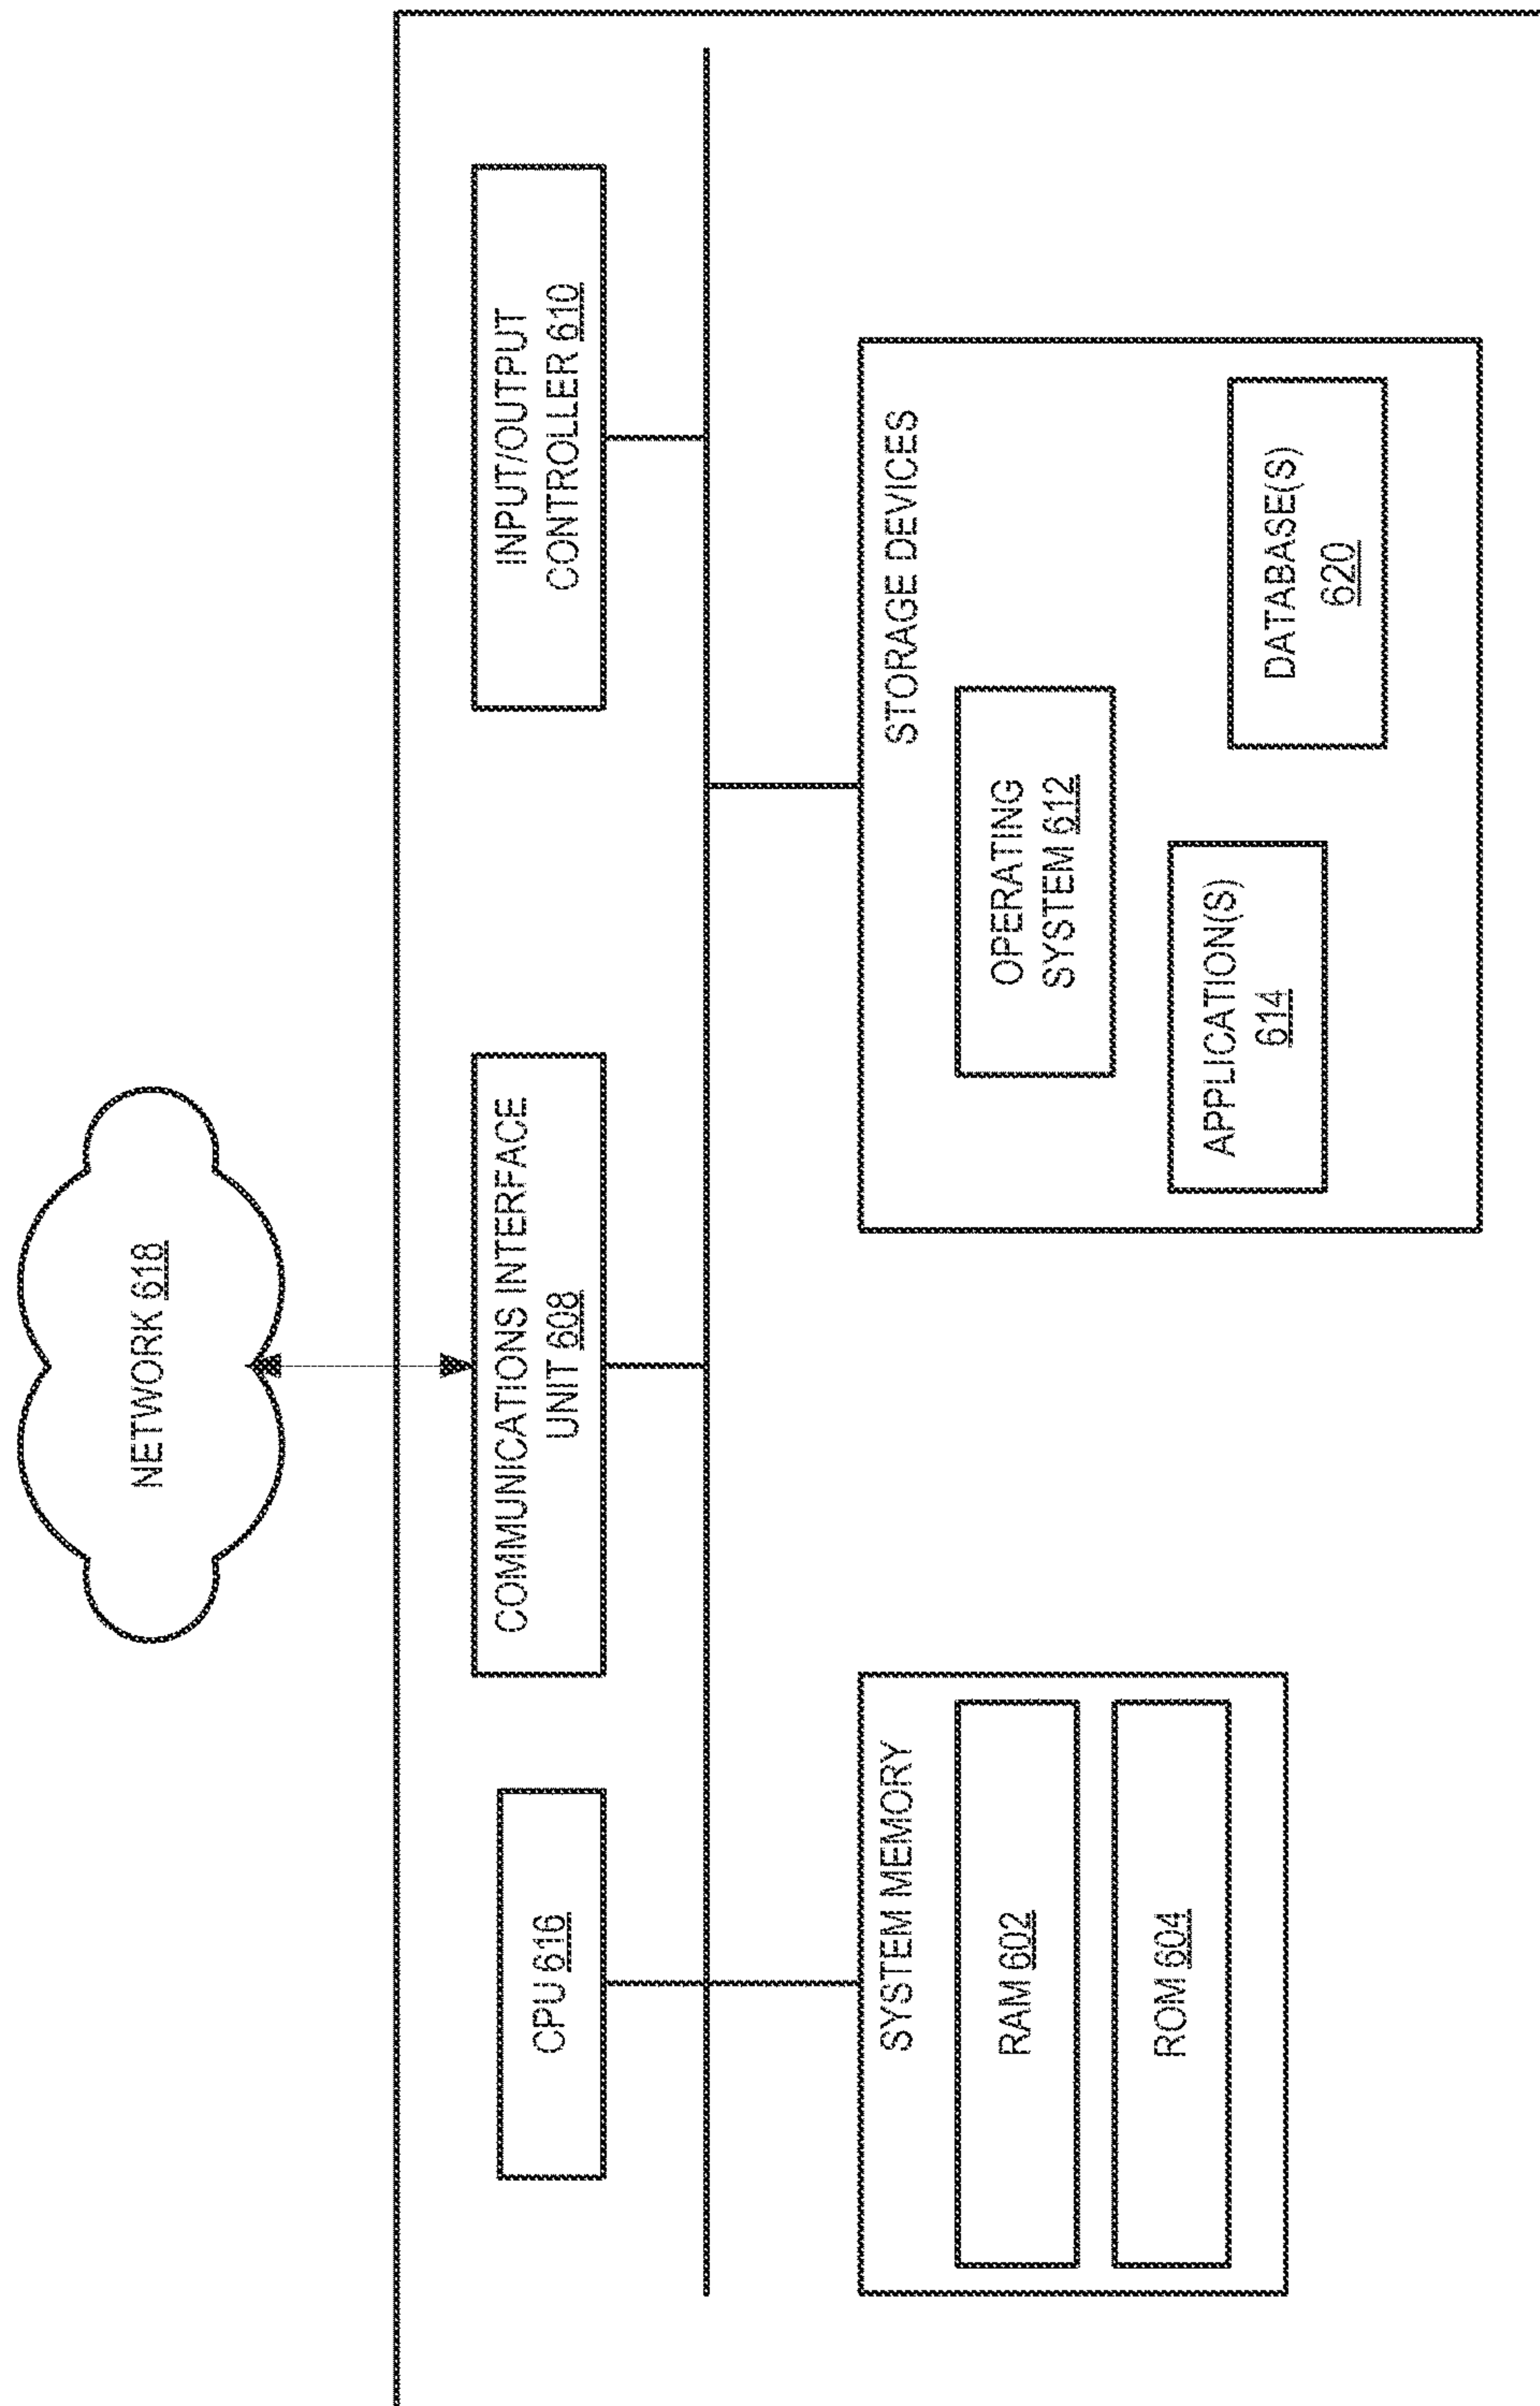 NETWORK 618
CPU 616
COMMUNICATIONS INTERFACE
UNIT 608
INPUT/OUTPUT
CONTROLLER 610
SYSTEM MEMORY
RAM 602
ROM 604
STORAGE DEVICES
OPERATING
SYSTEM 612
APPLICATION(S)
614
DATABASE(S)
620